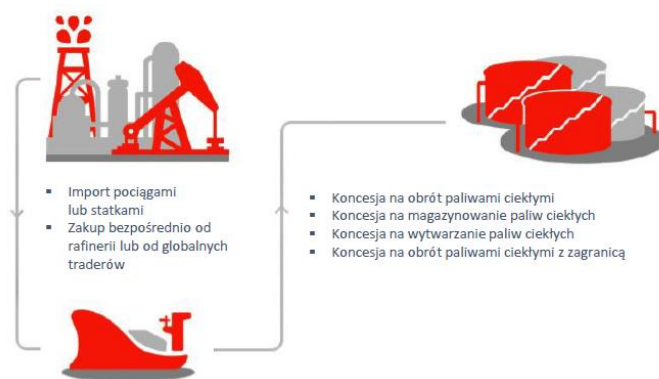 Import pociągami
lub statkami
Zakup bezpośrednio od
rafinerii lub od globalnych
traderów
Koncesja na obrót paliwami ciekłymi
Koncesja na magazynowanie paliw ciekłych
Koncesja na wytwarzanie paliw ciekłych
Koncesja na obrót paliwami ciekłymi z zagranicą